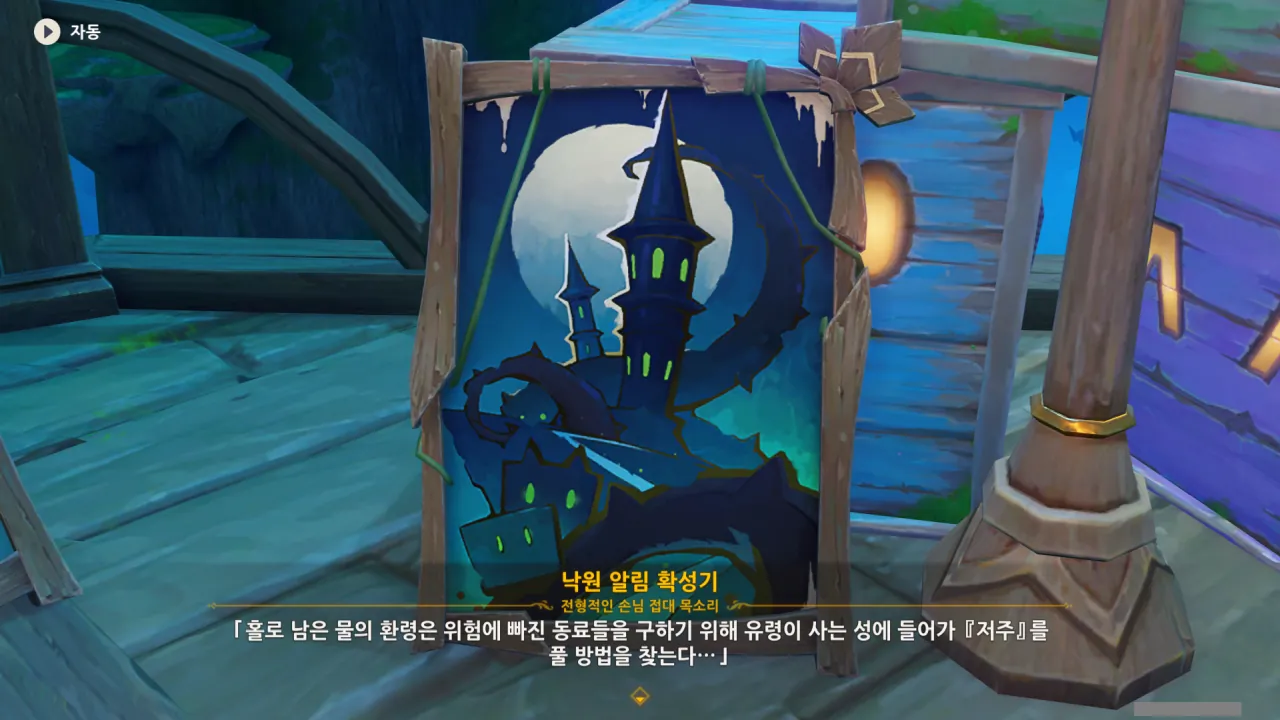 자동
낙원 알림 확성기
전형적인 손님 접대 목소리
「홀로 남은 물의 환령은 위험에 빠진 동료들을 구하기 위해 유령이 사는 성에 들어가 『저주』를
풀 방법을 찾는다…」